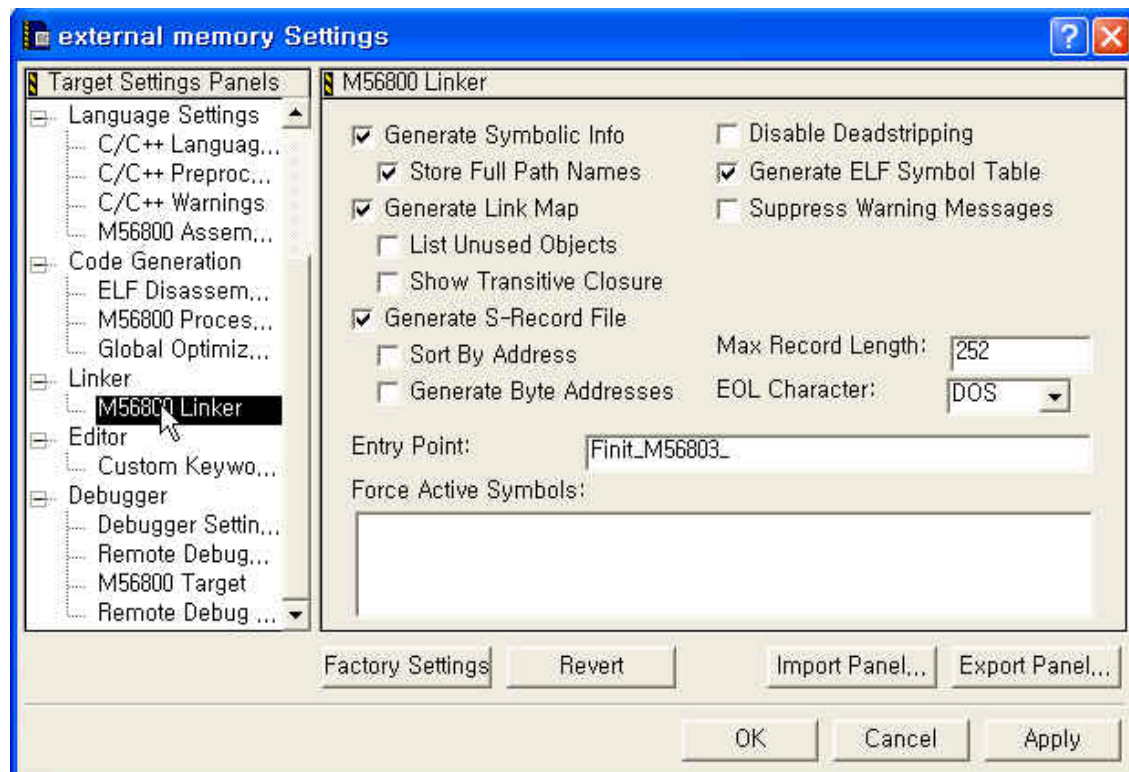 external memory Settings
Target Settings Panels
Language Settings
C/C++ Languag...
C/C++ Preproc...
C/C++ Warnings
M56800 Assem...
Code Generation
ELF Disassem...
M56800 Proces...
Global Optimiz...
Linker
M56800 Linker
Editor
Custom Keywo...
Debugger
Debugger Settin...
Remote Debug...
M56800 Target
Remote Debug ...
M56800 Linker
Generate Symbolic Info
Store Full Path Names
Generate Link Map
List Unused Objects
Show Transitive Closure
Generate S-Record File
Sort By Address
Generate Byte Addresses
Disable Deadstripping
Generate ELF Symbol Table
Suppress Warning Messages
Max Record Length: 252
EOL Character: DOS
Entry Point: Finit_M56803_
Force Active Symbols:
Factory Settings Revert Import Panel... Export Panel...
OK Cancel Apply